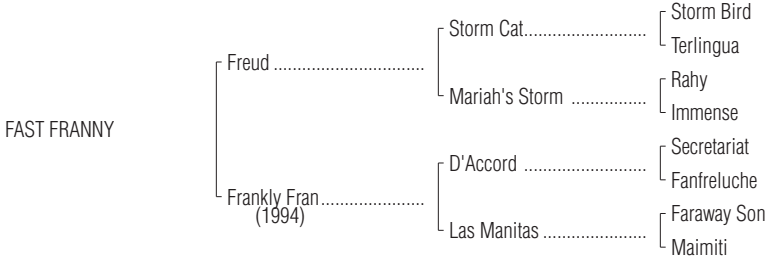 Storm Bird
Storm Cat..........................
Terlingua
Freud ................................
Rahy
Mariah's Storm ................
Immense
FAST FRANNY
Secretariat
D'Accord ..........................
Fanfreluche
Frankly Fran......................
(1994)
Faraway Son
Las Manitas ......................
Maimiti